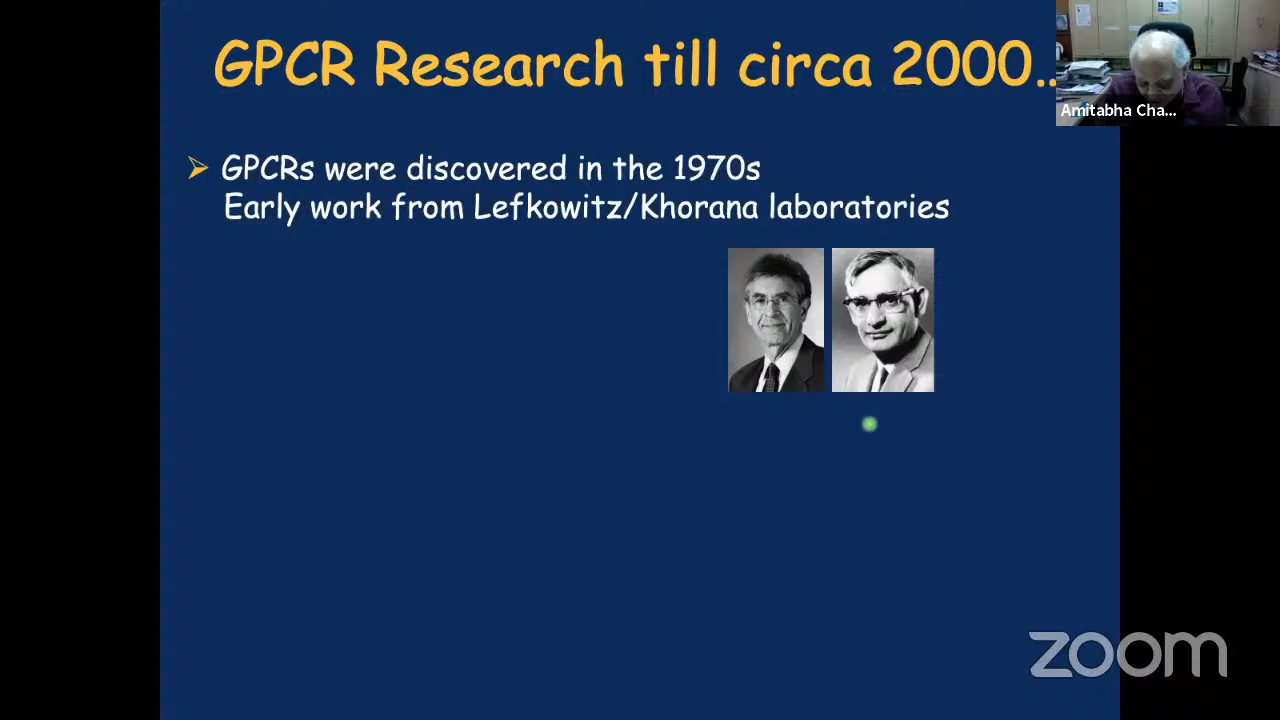 GPCR Research till circa 2000..
Amitabha Cha...
GPCRs were discovered in the 1970s
Early work from Lefkowitz/Khorana laboratories
zoom